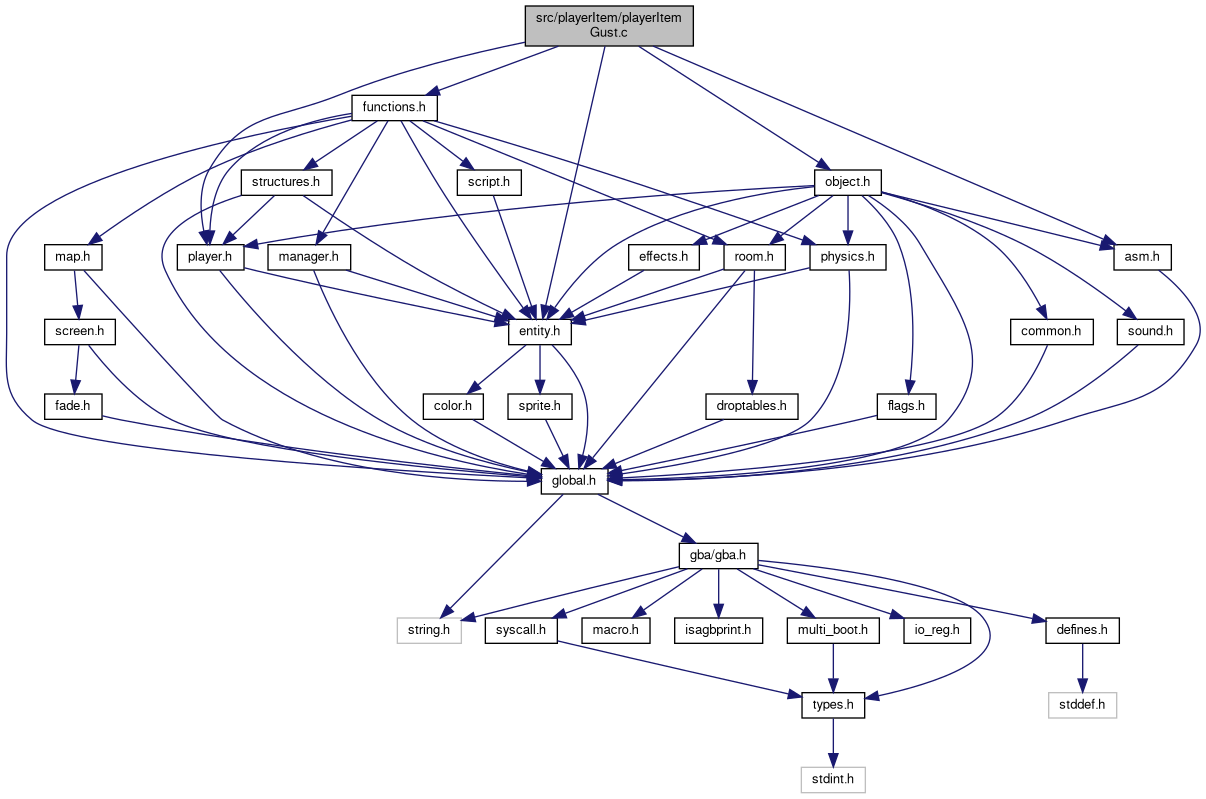 src/playerItem/playerItem
Gust.c
functions.h
structures.h
script.h
object.h
map.h
player.h
manager.h
effects.h
room.h
physics.h
asm.h
screen.h
entity.h
common.h
sound.h
fade.h
color.h
sprite.h
droptables.h
flags.h
global.h
gba/gba.h
string.h
syscall.h
macro.h
isagbprint.h
multi_boot.h
io_reg.h
defines.h
types.h
stddef.h
stdint.h